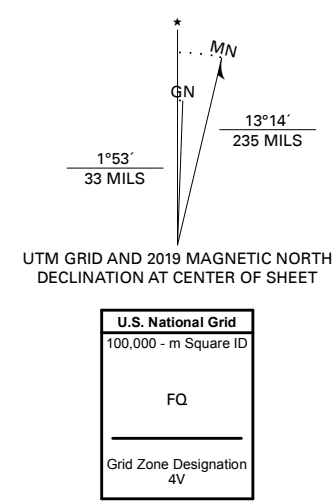 ★
MN
GN
13°14´
235 MILS
1°53´
33 MILS
UTM GRID AND 2019 MAGNETIC NORTH
DECLINATION AT CENTER OF SHEET
U.S. National Grid
100,000 - m Square ID
FQ
Grid Zone Designation
4V